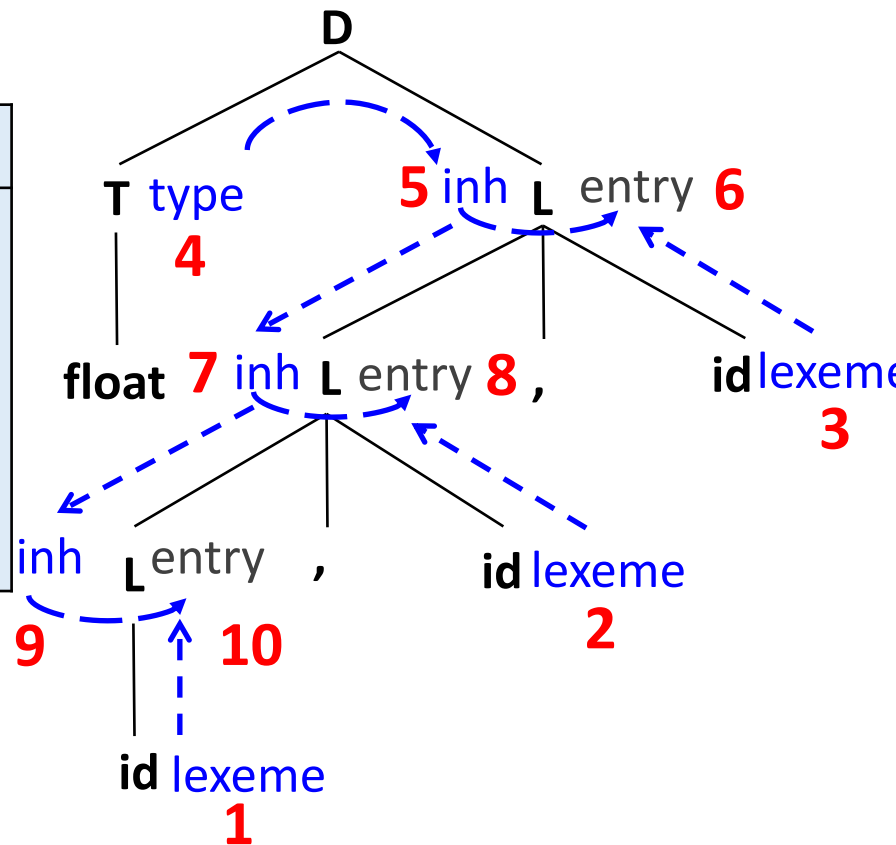 D
T type 5 inh L entry 6
4
float 7 inh L entry 8 , id lexeme
3
inh L entry , id lexeme
9 10 2
id lexeme
1